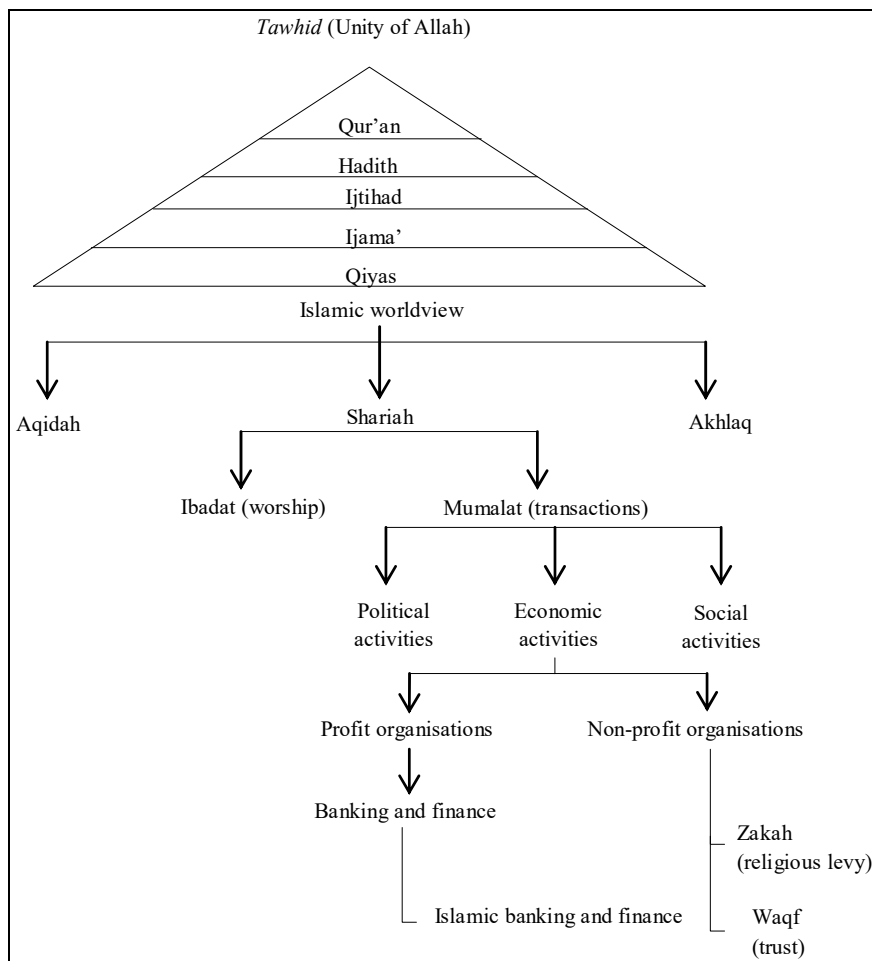 Tawhid (Unity of Allah)
Qur’an
Hadith
Ijtihad
Ijama’
Qiyas
Islamic worldview
Aqidah
Shariah
Akhlaq
Ibadat (worship)
Mumalat (transactions)
Political
activities
Economic
activities
Social
activities
Profit organisations
Non-profit organisations
Banking and finance
Zakah
(religious levy)
Islamic banking and finance
Waqf
(trust)